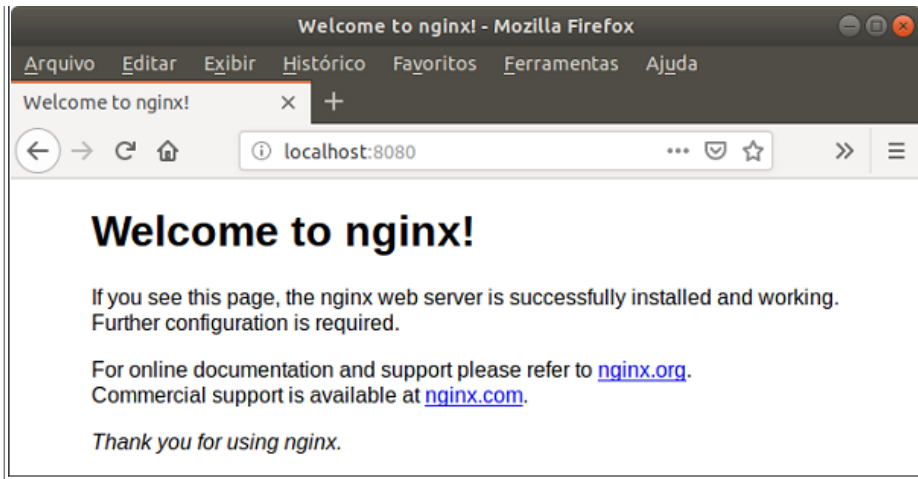 Welcome to nginx! - Mozilla Firefox
Arquivo Editar Exibir Histórico Favoritos Ferramentas Ajuda
Welcome to nginx!
localhost:8080
Welcome to nginx!
If you see this page, the nginx web server is successfully installed and working.
Further configuration is required.
For online documentation and support please refer to nginx.org.
Commercial support is available at nginx.com.
Thank you for using nginx.